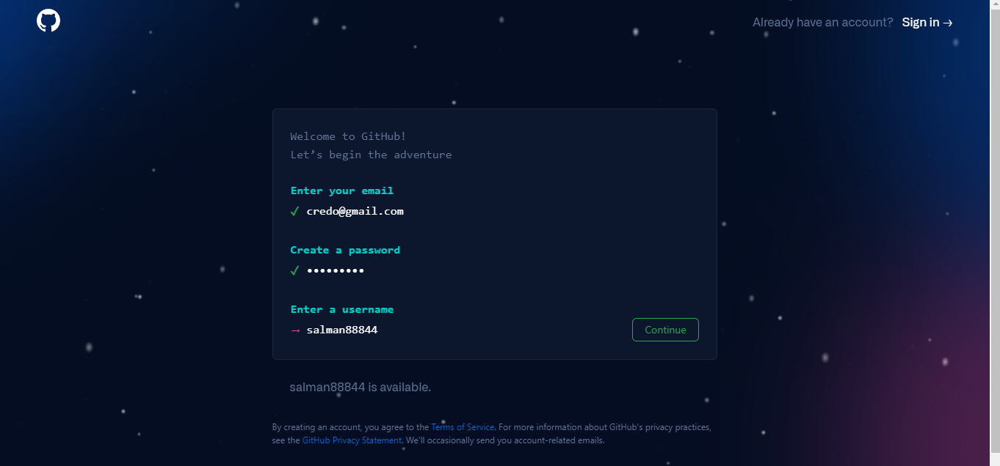 Already have an account? Sign in →
Welcome to GitHub!
Let’s begin the adventure
Enter your email
✓ credo@gmail.com
Create a password
✓ •••••••••
Enter a username
→ salman88844
Continue
salman88844 is available.
By creating an account, you agree to the Terms of Service. For more information about GitHub's privacy practices,
see the GitHub Privacy Statement. We'll occasionally send you account-related emails.